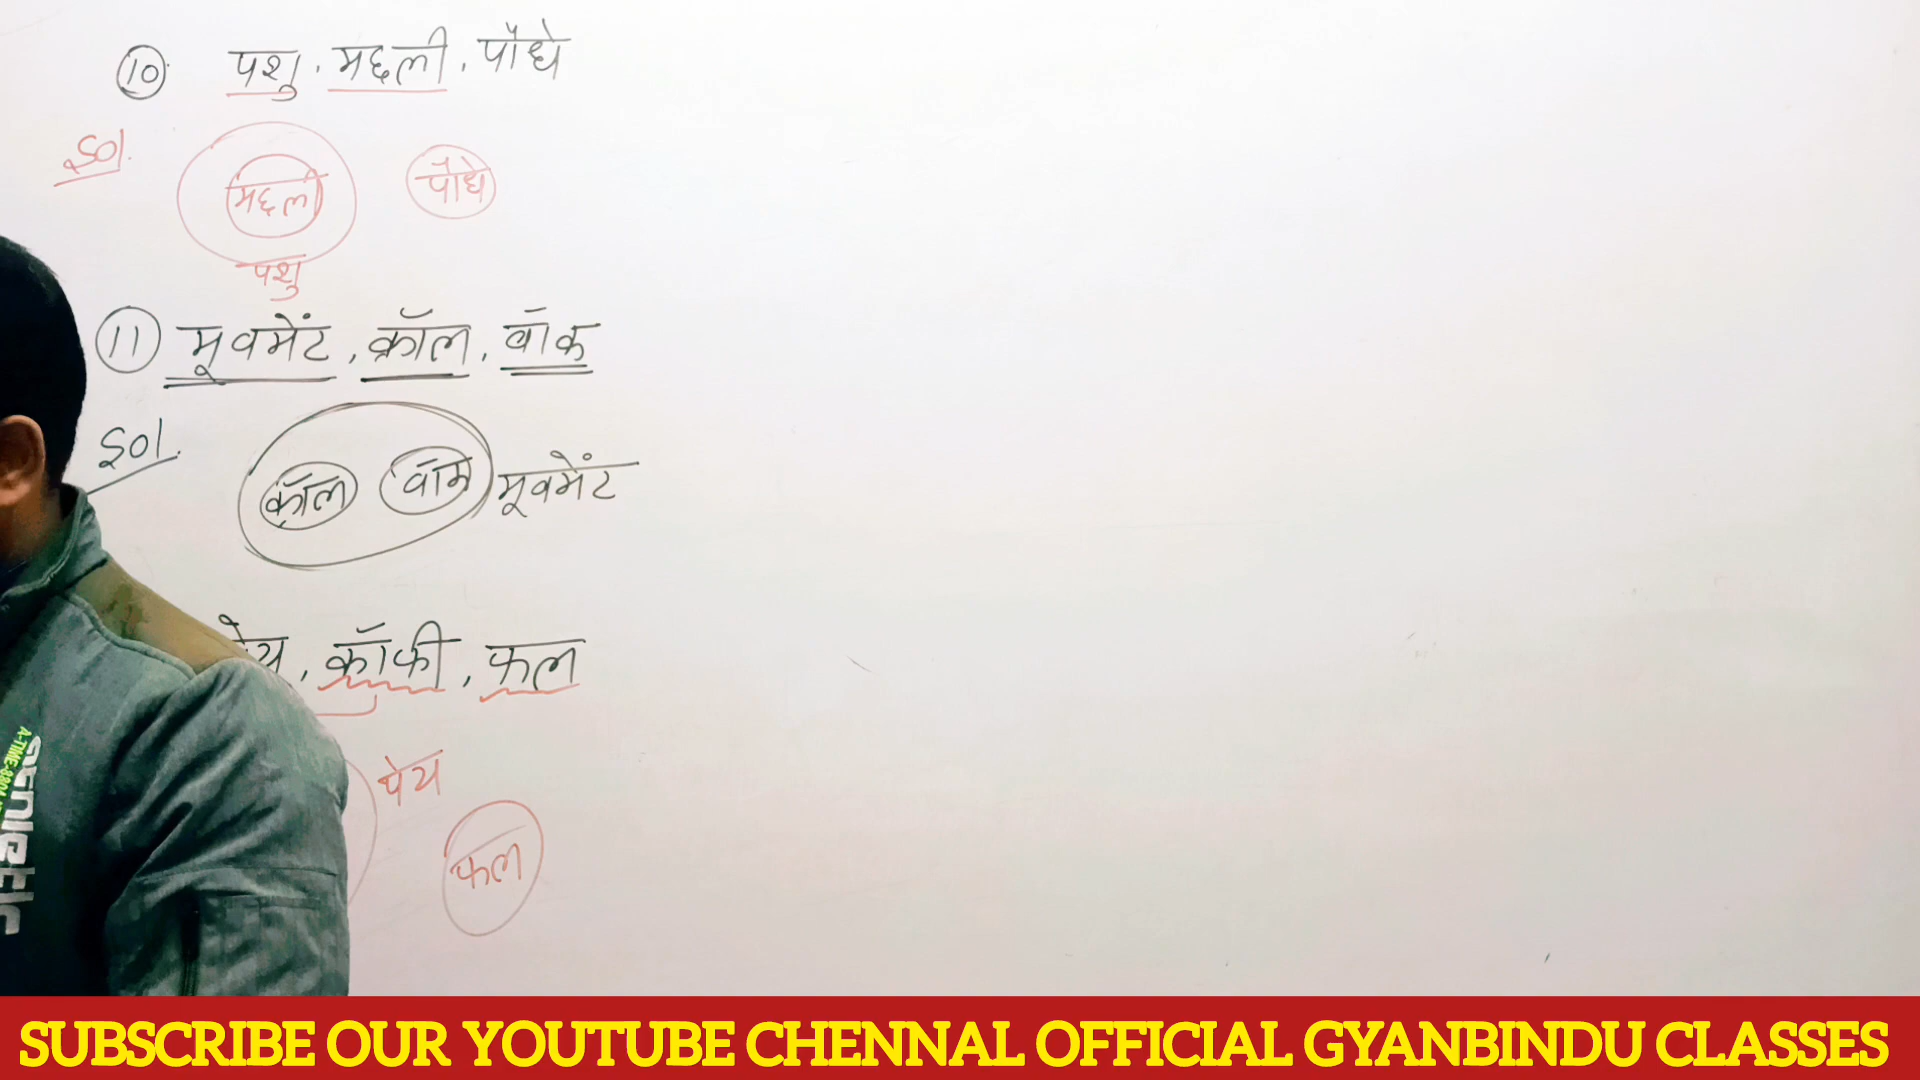 10 पशु, मछली, पौधे
Sol.
मछली पौधे
पशु
11 मूवमेंट, क्रॉल, वॉक
Sol.
क्रॉल वॉक मूवमेंट
पेय, कॉफी, फल
पेय
फल
A-TIME
SUBSCRIBE OUR YOUTUBE CHENNAL OFFICIAL GYANBINDU CLASSES